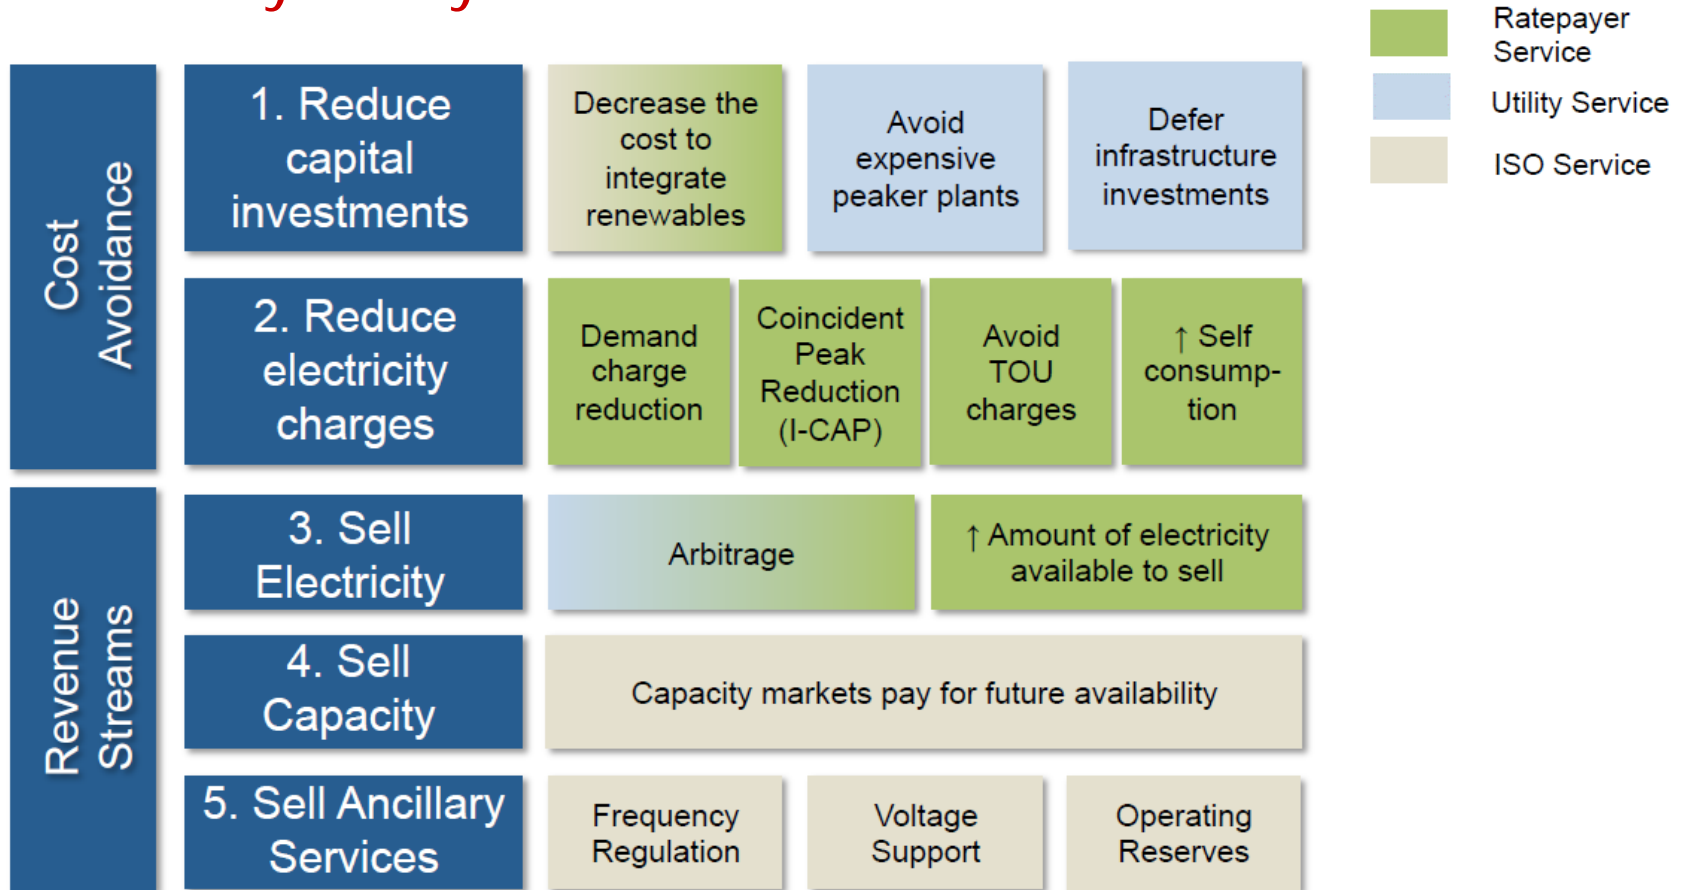 Ratepayer
Service
Utility Service
ISO Service
Cost
Avoidance
1. Reduce
capital
investments
Decrease the
cost to
integrate
renewables
Avoid
expensive
peaker plants
Defer
infrastructure
investments
2. Reduce
electricity
charges
Demand
charge
reduction
Coincident
Peak
Reduction
(I-CAP)
Avoid
TOU
charges
↑ Self
consump-
tion
Revenue
Streams
3. Sell
Electricity
Arbitrage
↑ Amount of electricity
available to sell
4. Sell
Capacity
Capacity markets pay for future availability
5. Sell Ancillary
Services
Frequency
Regulation
Voltage
Support
Operating
Reserves